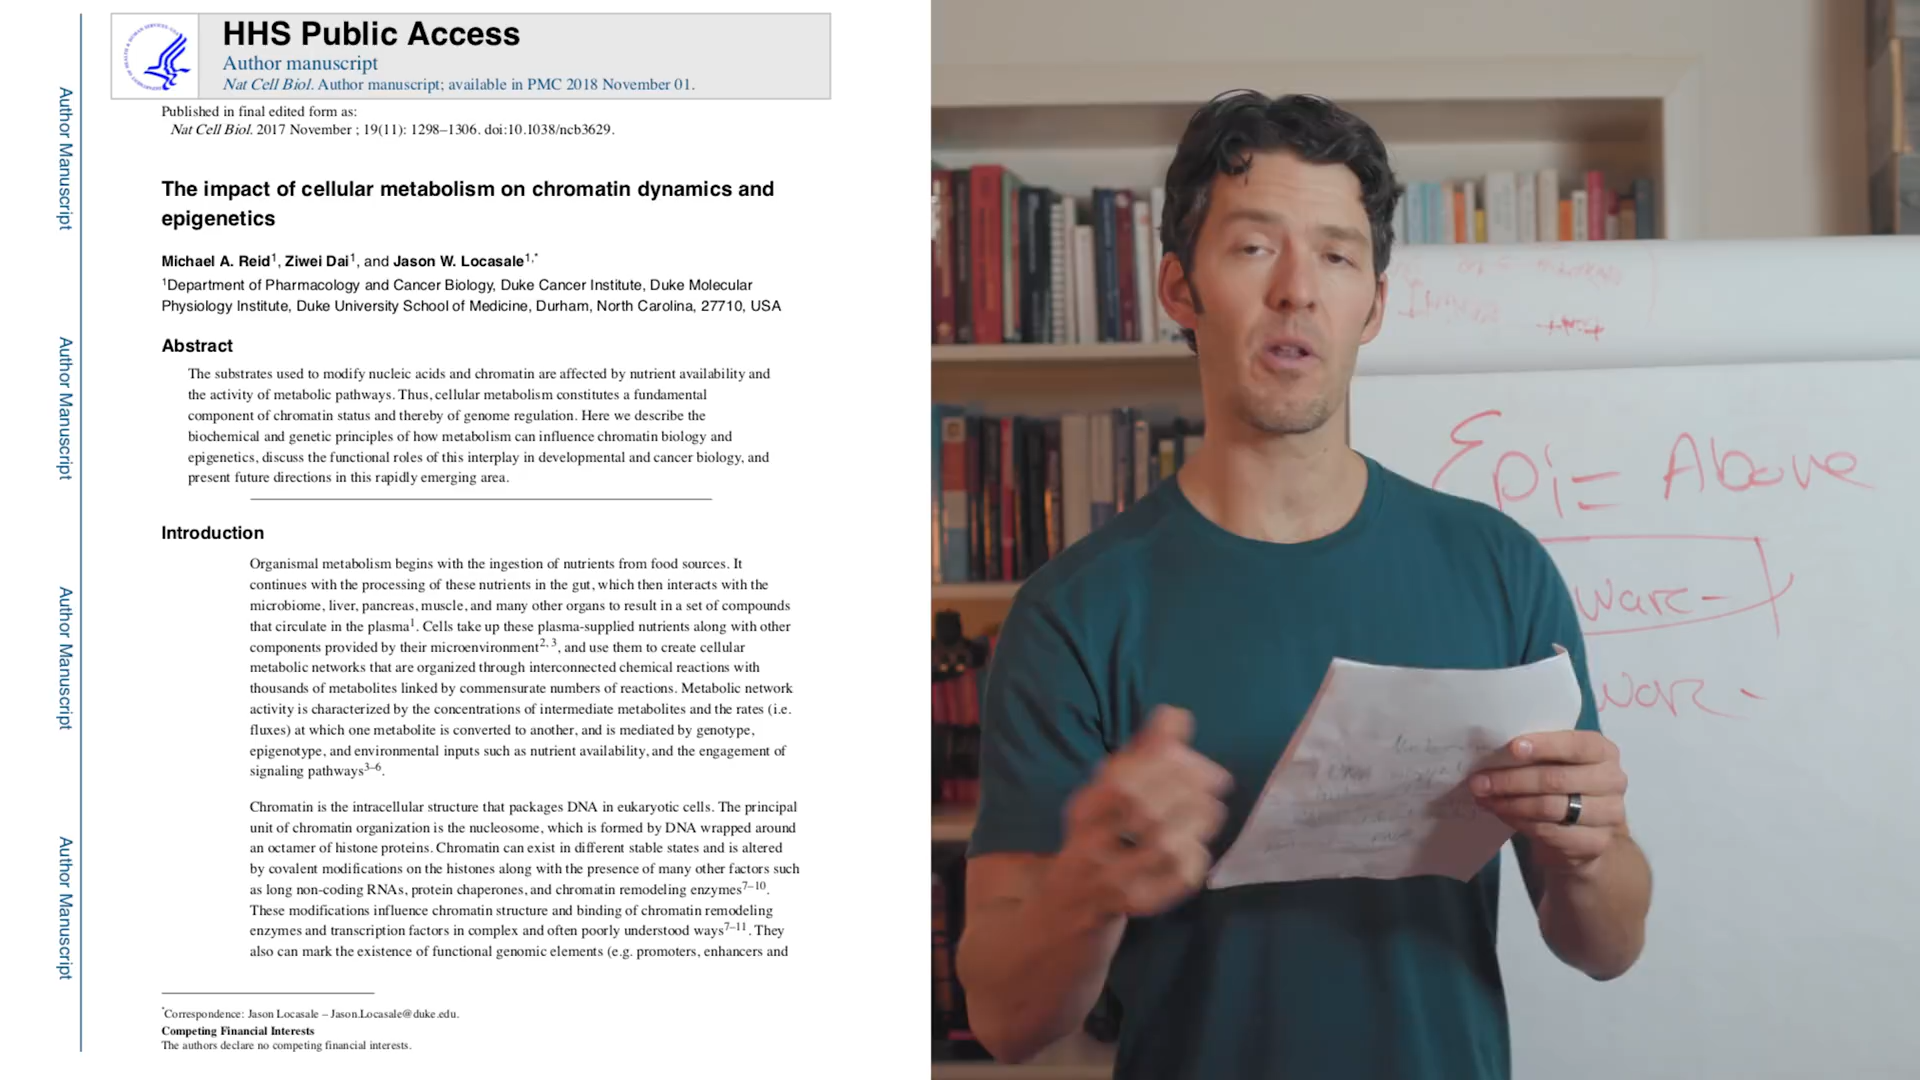 HHS Public Access
Author manuscript
Nat Cell Biol. Author manuscript; available in PMC 2018 November 01.
Published in final edited form as:
Nat Cell Biol. 2017 November ; 19(11): 1298–1306. doi:10.1038/ncb3629.
The impact of cellular metabolism on chromatin dynamics and
epigenetics
Michael A. Reid1, Ziwei Dai1, and Jason W. Locasale1,*
1Department of Pharmacology and Cancer Biology, Duke Cancer Institute, Duke Molecular
Physiology Institute, Duke University School of Medicine, Durham, North Carolina, 27710, USA
Abstract
The substrates used to modify nucleic acids and chromatin are affected by nutrient availability and
the activity of metabolic pathways. Thus, cellular metabolism constitutes a fundamental
component of chromatin status and thereby of genome regulation. Here we describe the
biochemical and genetic principles of how metabolism can influence chromatin biology and
epigenetics, discuss the functional roles of this interplay in developmental and cancer biology, and
present future directions in this rapidly emerging area.
Introduction
Organismal metabolism begins with the ingestion of nutrients from food sources. It
continues with the processing of these nutrients in the gut, which then interacts with the
microbiome, liver, pancreas, muscle, and many other organs to result in a set of compounds
that circulate in the plasma1. Cells take up these plasma-supplied nutrients along with other
components provided by their microenvironment2, 3, and use them to create cellular
metabolic networks that are organized through interconnected chemical reactions with
thousands of metabolites linked by commensurate numbers of reactions. Metabolic network
activity is characterized by the concentrations of intermediate metabolites and the rates (i.e.
fluxes) at which one metabolite is converted to another, and is mediated by genotype,
epigenotype, and environmental inputs such as nutrient availability, and the engagement of
signaling pathways3–6.
Chromatin is the intracellular structure that packages DNA in eukaryotic cells. The principal
unit of chromatin organization is the nucleosome, which is formed by DNA wrapped around
an octamer of histone proteins. Chromatin can exist in different stable states and is altered
by covalent modifications on the histones along with the presence of many other factors such
as long non-coding RNAs, protein chaperones, and chromatin remodeling enzymes7–10.
These modifications influence chromatin structure and binding of chromatin remodeling
enzymes and transcription factors in complex and often poorly understood ways7–11. They
also can mark the existence of functional genomic elements (e.g. promoters, enhancers and
*Correspondence: Jason Locasale – Jason.Locasale@duke.edu.
Competing Financial Interests
The authors declare no competing financial interests.
Author Manuscript
Author Manuscript
Author Manuscript
Author Manuscript
Epi = Above